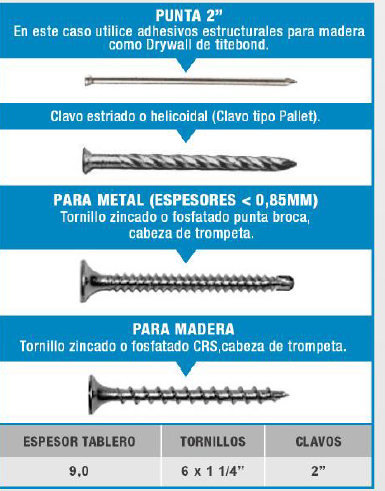 PUNTA 2”
En este caso utilice adhesivos estructurales para madera
como Drywall de titebond.
Clavo estriado o helicoidal (Clavo tipo Pallet).
PARA METAL (ESPESORES < 0,85MM)
Tornillo zincado o fosfatado punta broca,
cabeza de trompeta.
PARA MADERA
Tornillo zincado o fosfatado CRS,cabeza de trompeta.
ESPESOR TABLERO TORNILLOS CLAVOS
9,0 6 x 1 1/4” 2”